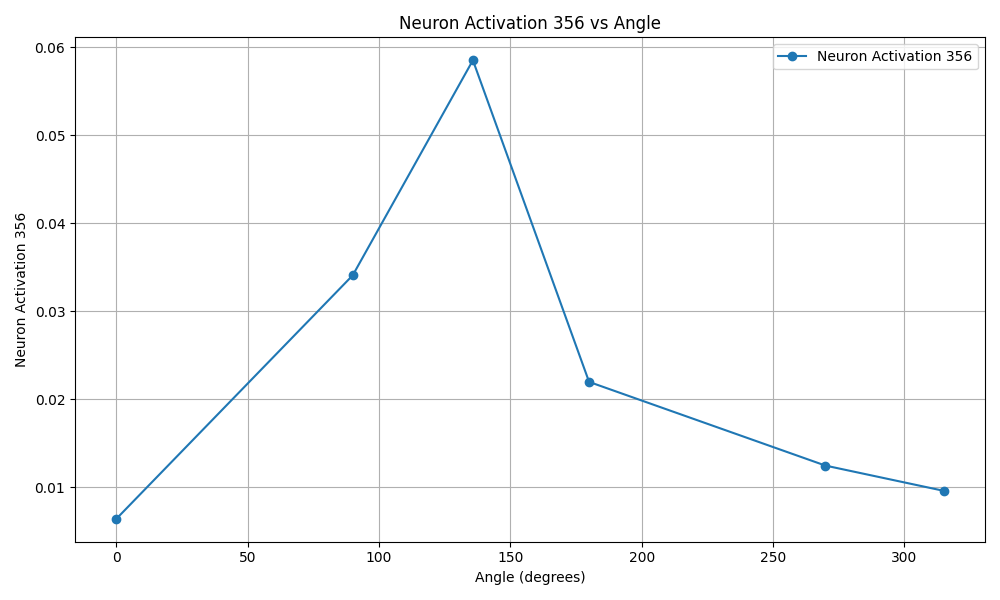 Neuron Activation 356 vs Angle
Neuron Activation 356
0.06
0.05
0.04
0.03
0.02
0.01
Neuron Activation 356
0 50 100 150 200 250 300
Angle (degrees)